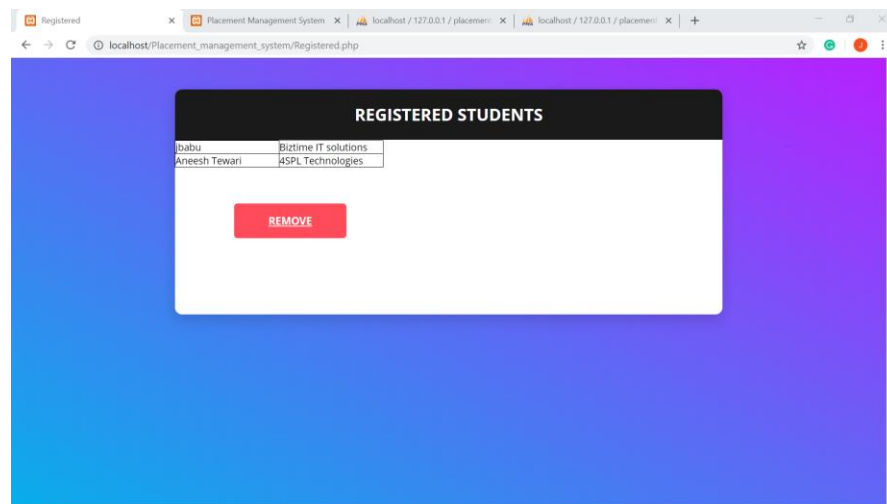 Registered
Placement Management System
localhost / 127.0.0.1 / placement
localhost / 127.0.0.1 / placement
localhost/Placement_management_system/Registered.php
J
REGISTERED STUDENTS
jbabu Biztime IT solutions
Aneesh Tewari 4SPL Technologies
REMOVE